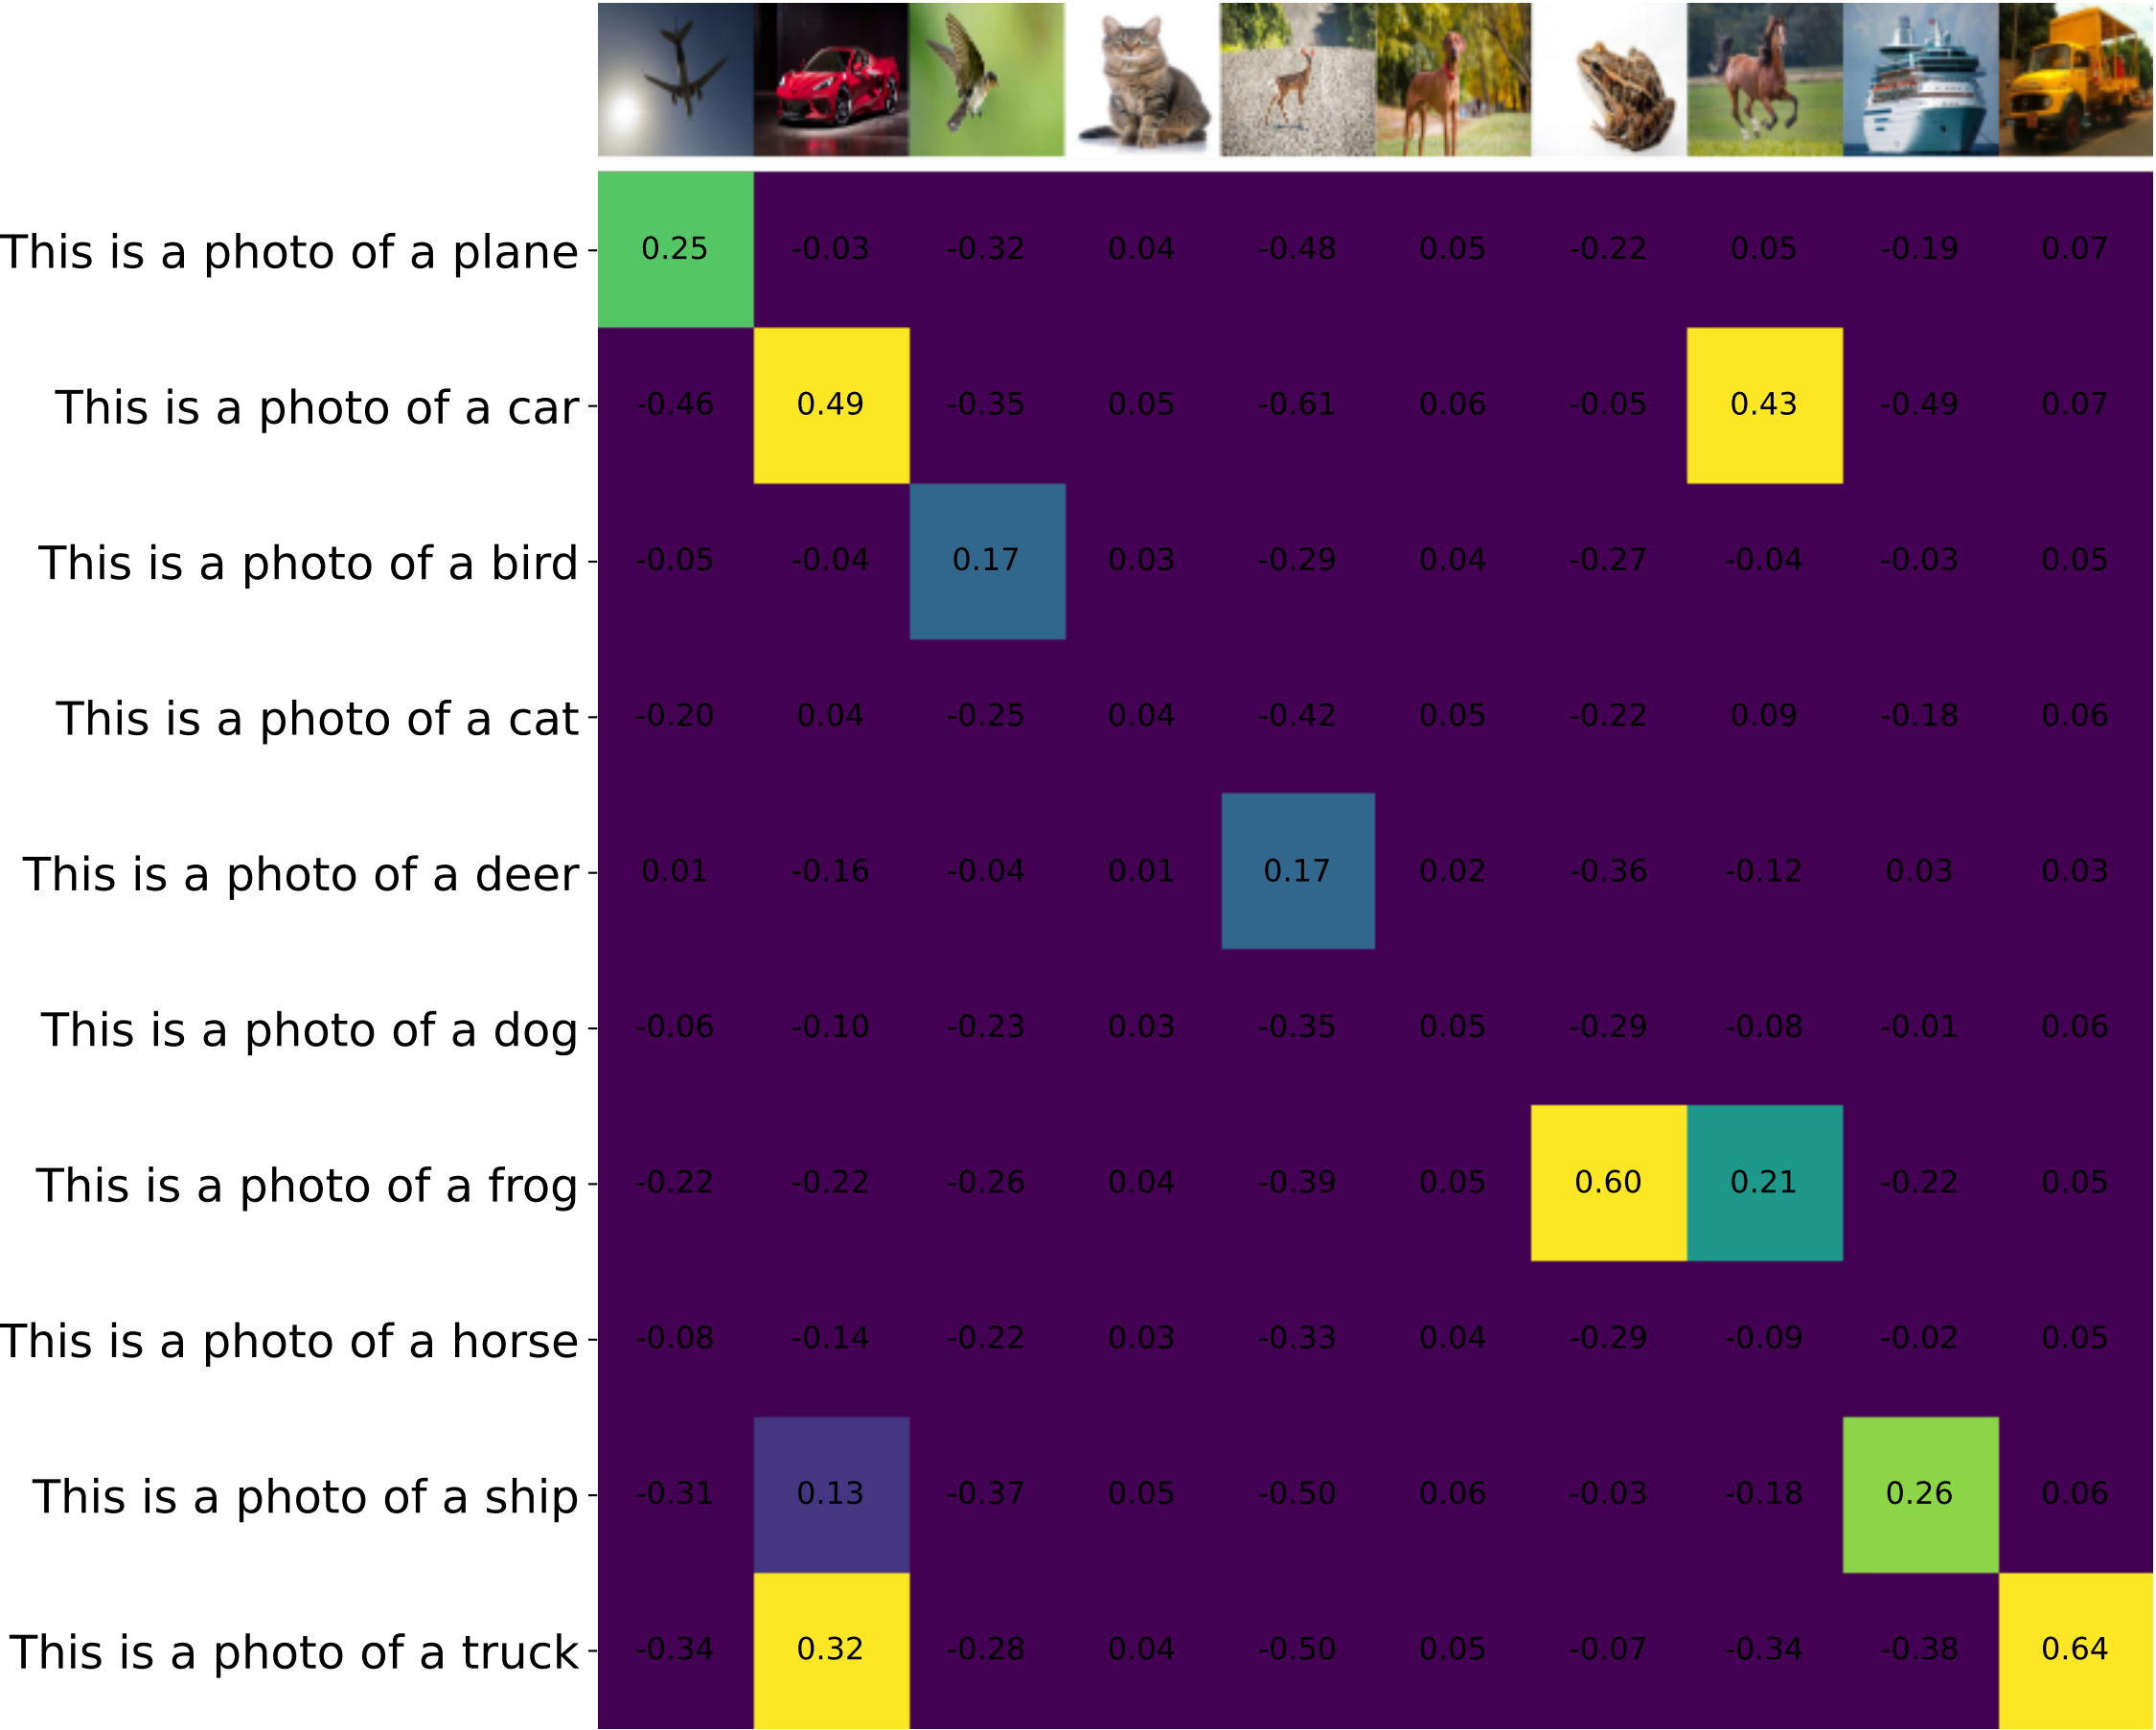 This is a photo of a plane 0.25 -0.03 -0.32 0.04 -0.48 0.05 -0.22 0.05 -0.19 0.07
This is a photo of a car -0.46 0.49 -0.35 0.05 -0.61 0.06 -0.05 0.43 -0.49 0.07
This is a photo of a bird -0.05 -0.04 0.17 0.03 -0.29 0.04 -0.27 -0.04 -0.03 0.05
This is a photo of a cat -0.20 0.04 -0.25 0.04 -0.42 0.05 -0.22 0.09 -0.18 0.06
This is a photo of a deer 0.01 -0.16 -0.04 0.01 0.17 0.02 -0.36 -0.12 0.03 0.03
This is a photo of a dog -0.06 -0.10 -0.23 0.03 -0.35 0.05 -0.29 -0.08 -0.01 0.06
This is a photo of a frog -0.22 -0.22 -0.26 0.04 -0.39 0.05 0.60 0.21 -0.22 0.05
This is a photo of a horse -0.08 -0.14 -0.22 0.03 -0.33 0.04 -0.29 -0.09 -0.02 0.05
This is a photo of a ship -0.31 0.13 -0.37 0.05 -0.50 0.06 -0.03 -0.18 0.26 0.06
This is a photo of a truck -0.34 0.32 -0.28 0.04 -0.50 0.05 -0.07 -0.34 -0.38 0.64